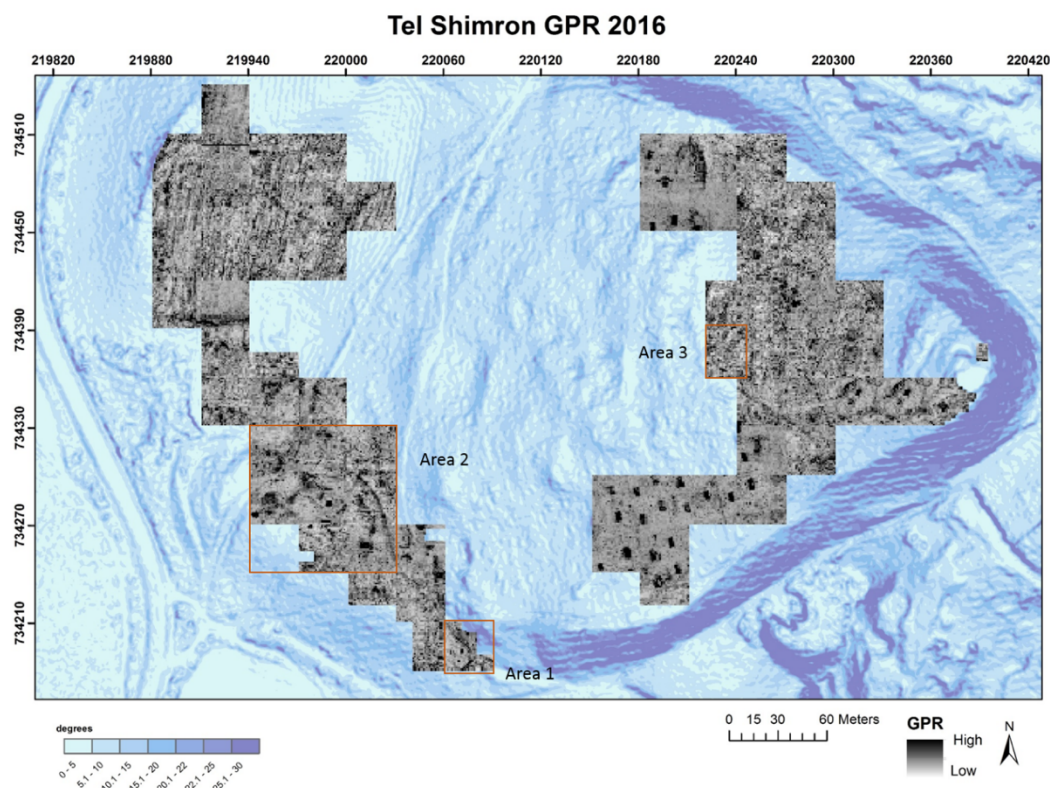 Tel Shimron GPR 2016
219820 219880 219940 220000 220060 220120 220180 220240 220300 220360 220420
734510
734450
734390
734330
734270
734210
Area 3
Area 2
Area 1
degrees
0 - 5
5.1 - 10
10.1 - 15
15.1 - 20
20.1 - 22
22.1 - 25
25.1 - 30
0 15 30 60 Meters
GPR
High
Low
N